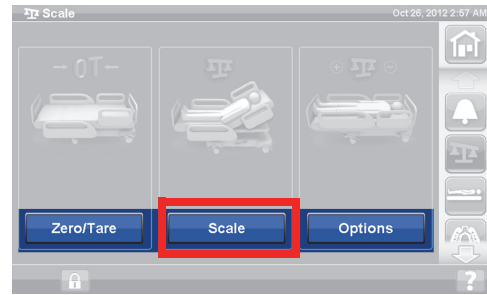 Scale
Oct 26, 2012 2:57 AM
→0T←
Zero/Tare
Scale
Options
?